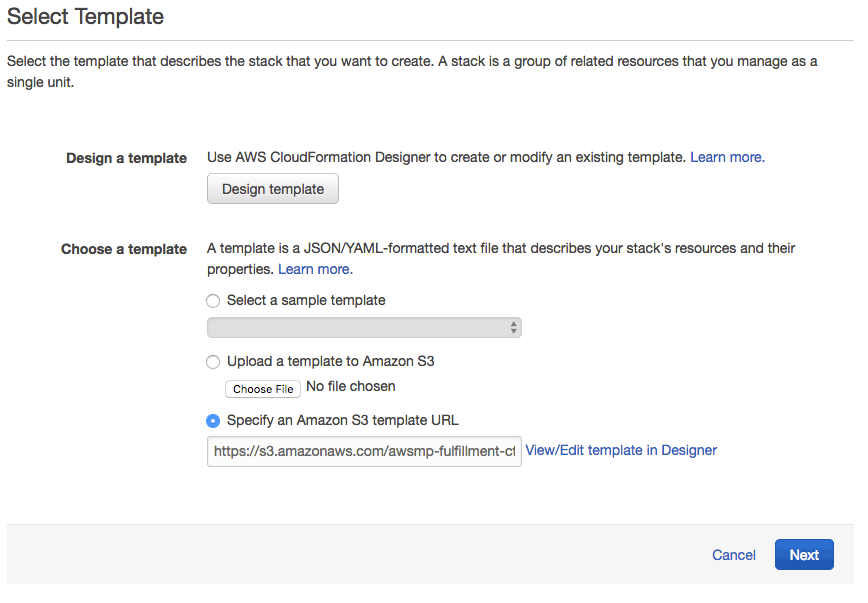 Select Template
Select the template that describes the stack that you want to create. A stack is a group of related resources that you manage as a
single unit.
Design a template
Use AWS CloudFormation Designer to create or modify an existing template. Learn more.
Design template
Choose a template
A template is a JSON/YAML-formatted text file that describes your stack's resources and their
properties. Learn more.
Select a sample template
Upload a template to Amazon S3
Choose File No file chosen
Specify an Amazon S3 template URL
https://s3.amazonaws.com/awsmp-fulfillment-cf View/Edit template in Designer
Cancel Next